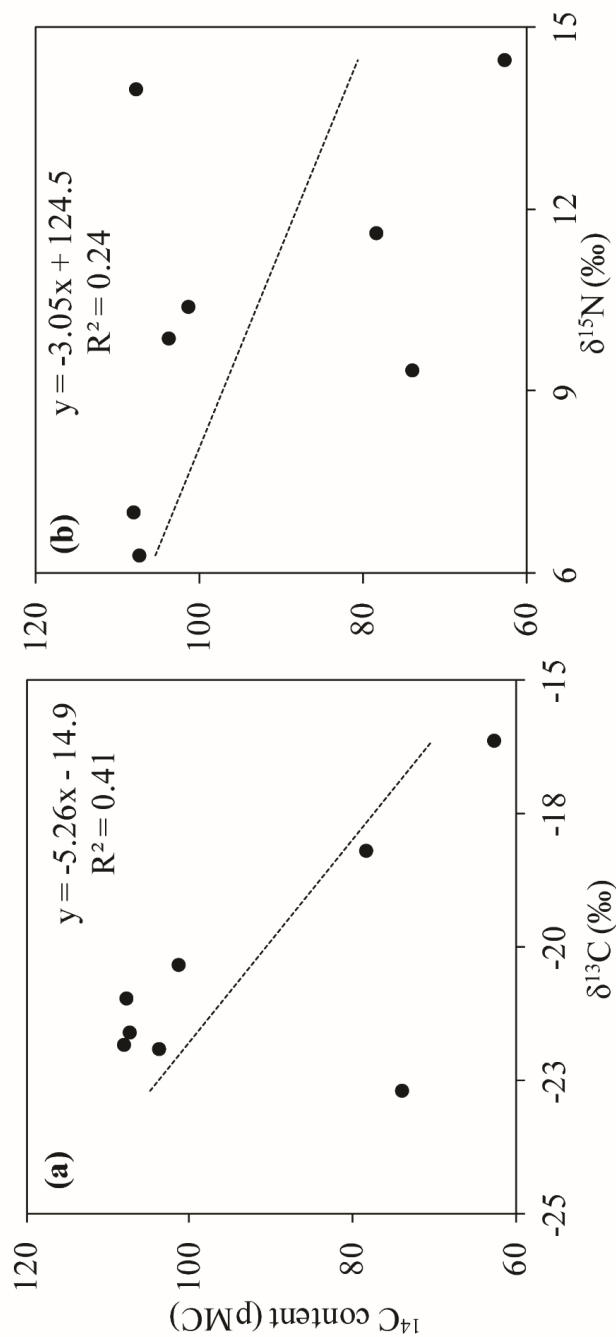 (a)
y = -5.26x - 14.9
R² = 0.41
120
100
80
60
-25
-23
-20
-18
-15
¹⁴C content (pMC)
δ¹³C (‰)
(b)
y = -3.05x + 124.5
R² = 0.24
120
100
80
60
6
9
12
15
δ¹⁵N (‰)